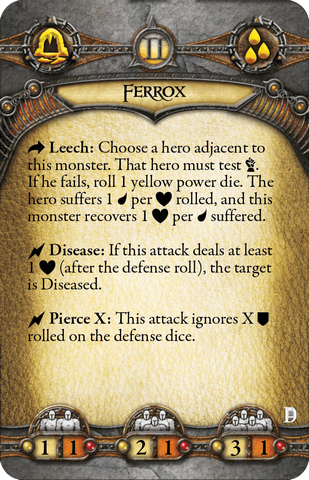 II
FERROX
Leech: Choose a hero adjacent to
this monster. That hero must test .
If he fails, roll 1 yellow power die. The
hero suffers 1 per rolled, and this
monster recovers 1 per suffered.
Disease: If this attack deals at least
1 (after the defense roll), the target
is Diseased.
Pierce X: This attack ignores X
rolled on the defense dice.
D
1 1 2 1 3 1